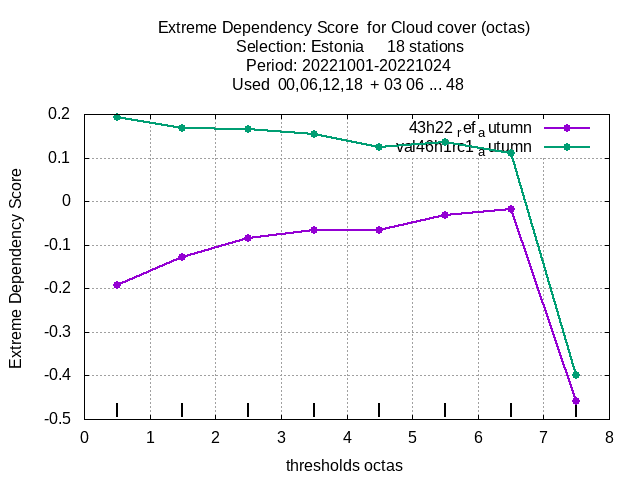 Extreme Dependency Score  for Cloud cover (octas)
Selection: Estonia     18 stations
Period: 20221001-20221024
Used  00,06,12,18  + 03 06 ... 48
43h22_ref_autumn
val46h1rc1_autumn
Extreme Dependency Score
0.2
0.1
0
-0.1
-0.2
-0.3
-0.4
-0.5
0 1 2 3 4 5 6 7 8
thresholds octas